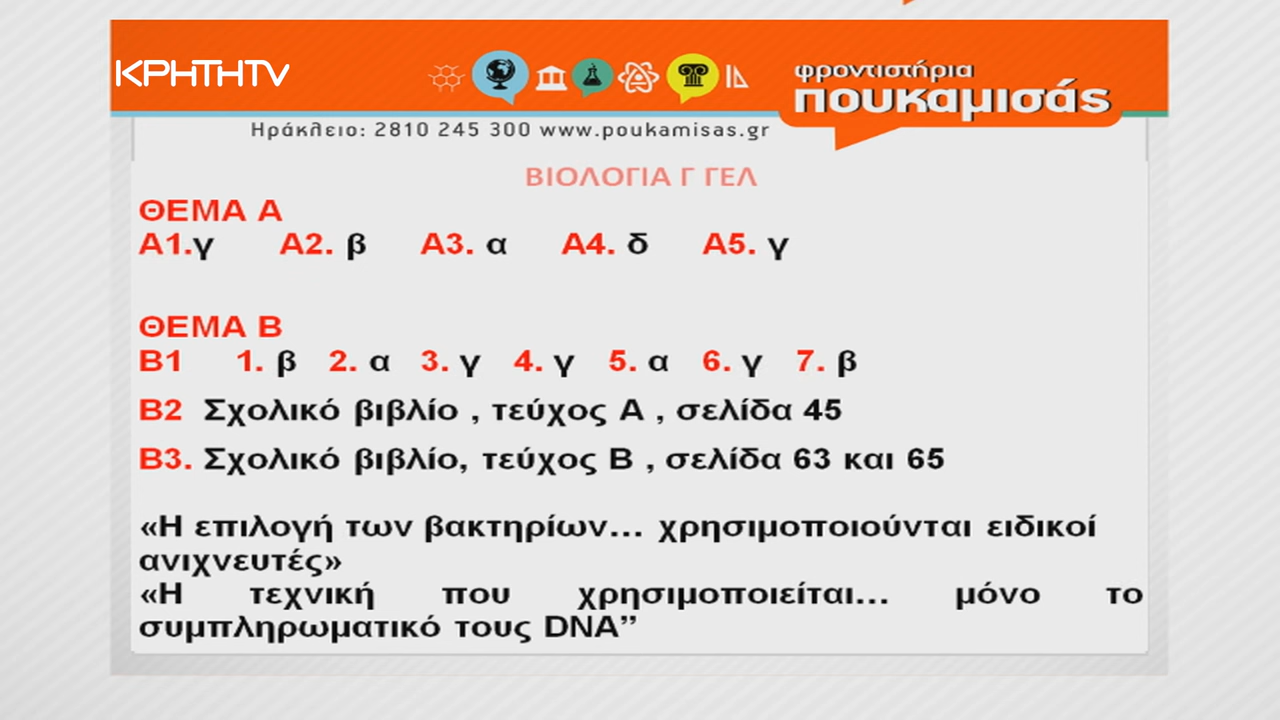 ΚΡΗΤΗTV
φροντιστήρια
πουκαμισάς
Ηράκλειο: 2810 245 300 www.poukamisas.gr
ΒΙΟΛΟΓΙΑ Γ ΓΕΛ
ΘΕΜΑ Α
Α1.γ Α2. β Α3. α Α4. δ Α5. γ
ΘΕΜΑ Β
Β1 1. β 2. α 3. γ 4. γ 5. α 6. γ 7. β
Β2 Σχολικό βιβλίο , τεύχος Α , σελίδα 45
Β3. Σχολικό βιβλίο, τεύχος Β , σελίδα 63 και 65
«Η επιλογή των βακτηρίων... χρησιμοποιούνται ειδικοί
ανιχνευτές»
«Η τεχνική που χρησιμοποιείται... μόνο το
συμπληρωματικό τους DNA”